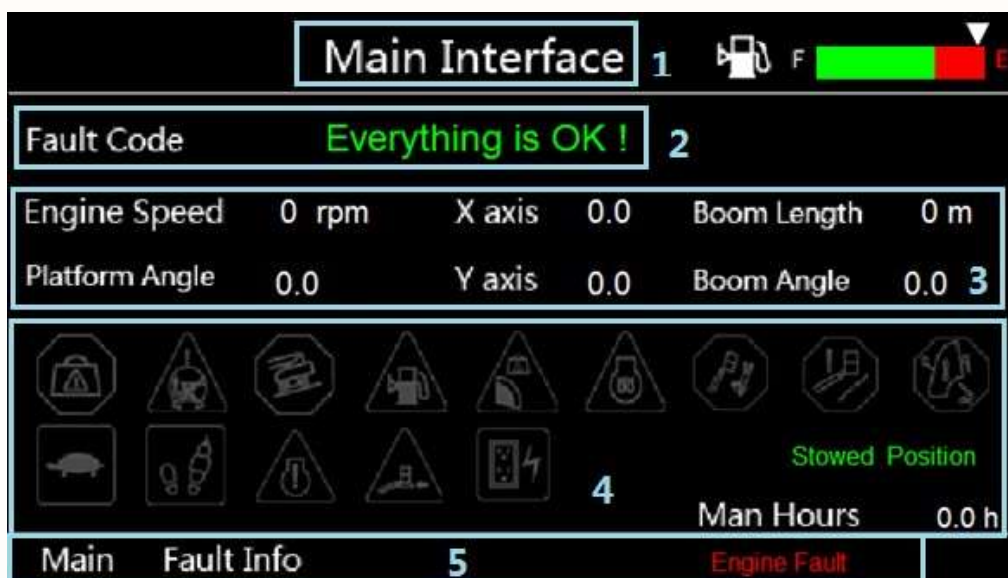 Main Interface 1 F E
Fault Code Everything is OK ! 2
Engine Speed 0 rpm X axis 0.0 Boom Length 0 m
Platform Angle 0.0 Y axis 0.0 Boom Angle 0.0 3
Stowed Position
4
Man Hours 0.0 h
Main Fault Info 5 Engine Fault